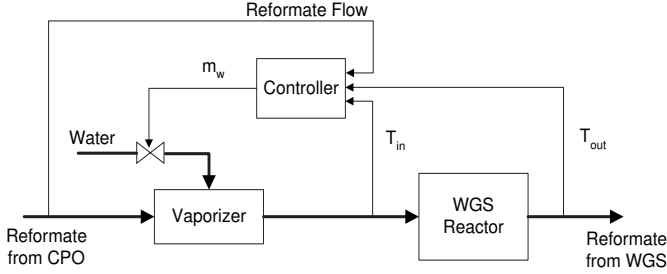 Reformate Flow
m_w
Controller
Water
T_in
T_out
Vaporizer
WGS
Reactor
Reformate
from CPO
Reformate
from WGS